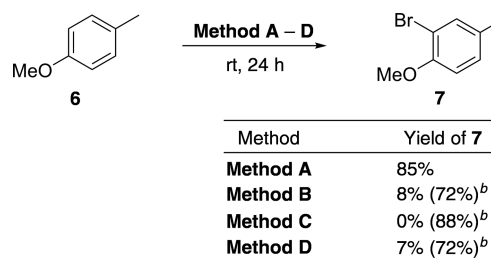 Method A – D
rt, 24 h
MeO
6
Br
MeO
7
Method Yield of 7
Method A 85%
Method B 8% (72%)b
Method C 0% (88%)b
Method D 7% (72%)b